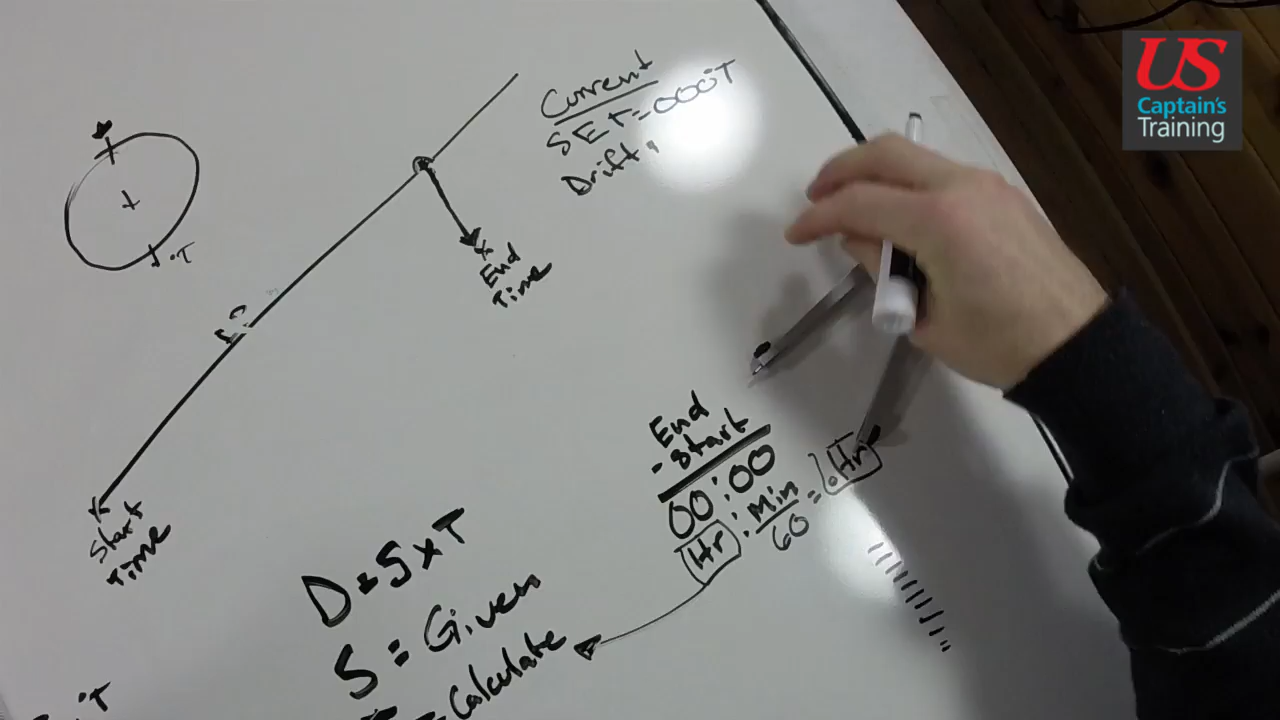 US
Captain's
Training
Current
SET=000°T
Drift,
°T
End
Time
End
- Start
00:00
Hr : Min/60 = .Hr
Start
Time
D=SxT
S = Given
= Calculate
°T